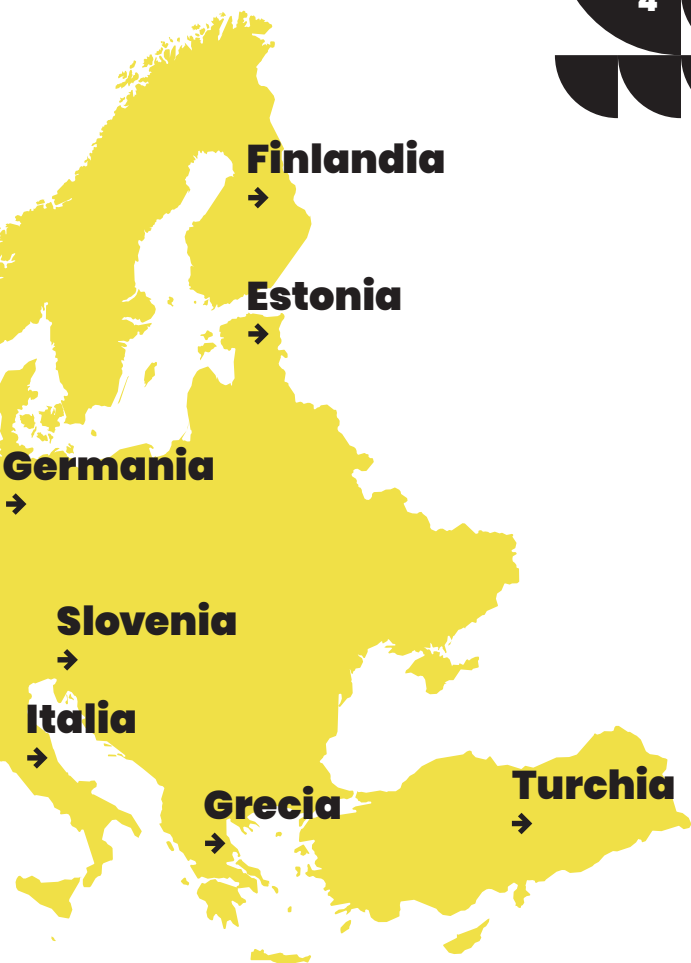 4
Finlandia
→
Estonia
→
Germania
→
Slovenia
→
Italia
→
Grecia
→
Turchia
→